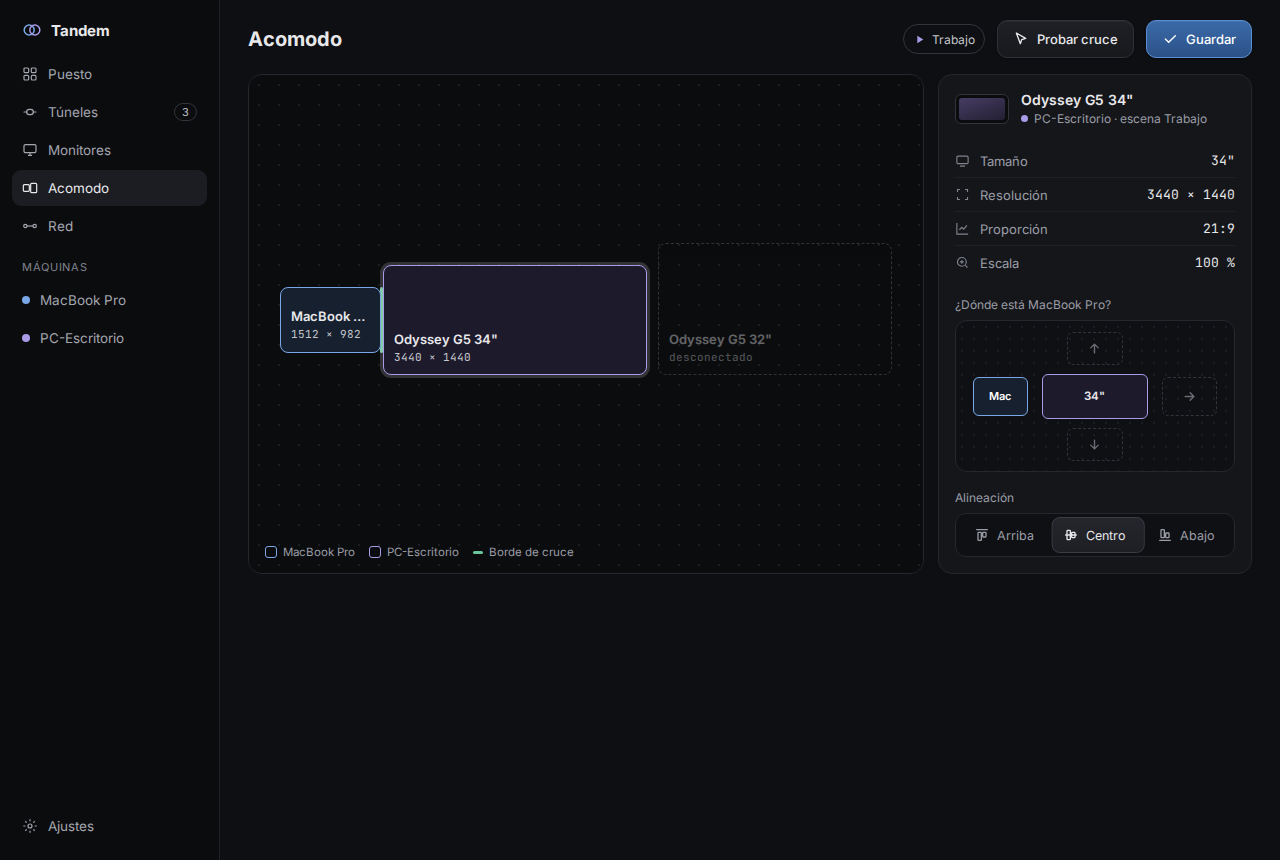 Tandem
Puesto
Túneles 3
Monitores
Acomodo
Red
MÁQUINAS
MacBook Pro
PC-Escritorio
Ajustes
Acomodo
Trabajo
Probar cruce
Guardar
MacBook ...
1512 × 982
Odyssey G5 34"
3440 × 1440
Odyssey G5 32"
desconectado
MacBook Pro
PC-Escritorio
Borde de cruce
Odyssey G5 34"
PC-Escritorio · escena Trabajo
Tamaño 34"
Resolución 3440 × 1440
Proporción 21:9
Escala 100 %
¿Dónde está MacBook Pro?
Mac
34"
Alineación
Arriba
Centro
Abajo